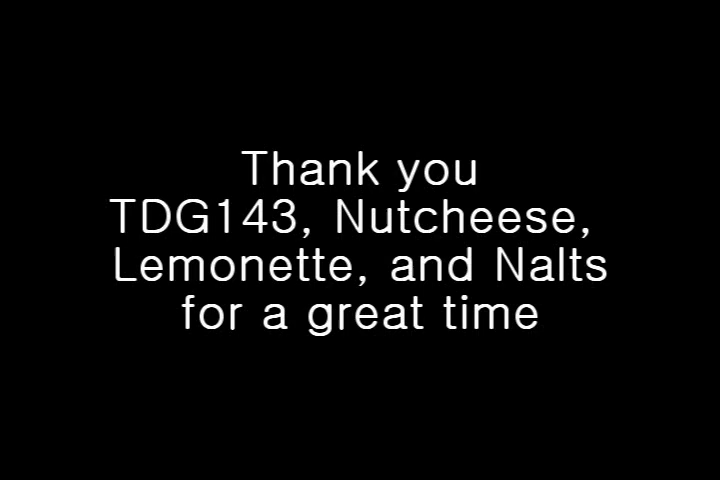 Thank you
TDG143, Nutcheese,
Lemonette, and Nalts
for a great time